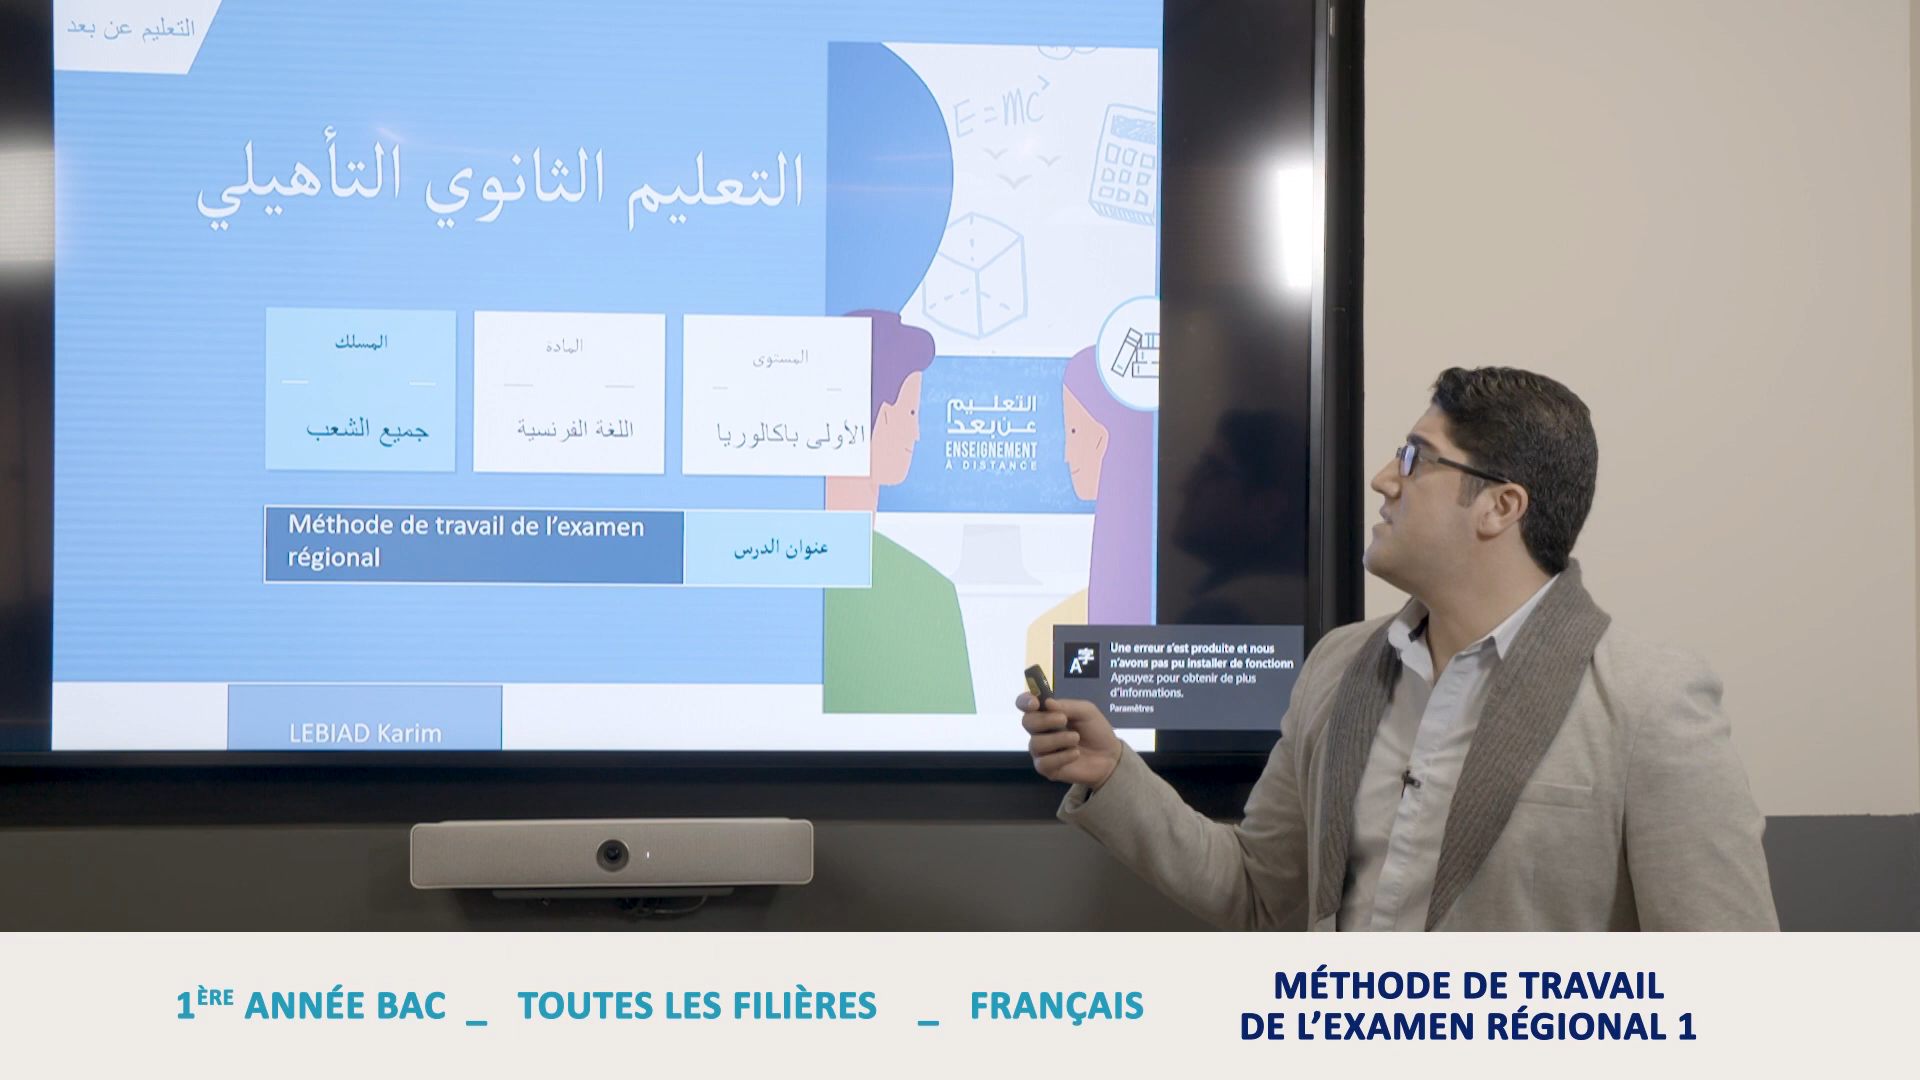 التعليم عن بعد
E=MC²
التعليم الثانوي التأهيلي
المستوى
الأولى باكالوريا
المادة
اللغة الفرنسية
المسلك
جميع الشعب
التعليم
عن بعد
ENSEIGNEMENT
À DISTANCE
عنوان الدرس
Méthode de travail de l'examen
régional
Une erreur s'est produite et nous
n'avons pas pu installer de fonctionn
Appuyez pour obtenir de plus
d'informations.
Paramètres
LEBIAD Karim
1ÈRE ANNÉE BAC _ TOUTES LES FILIÈRES _ FRANÇAIS
MÉTHODE DE TRAVAIL
DE L'EXAMEN RÉGIONAL 1